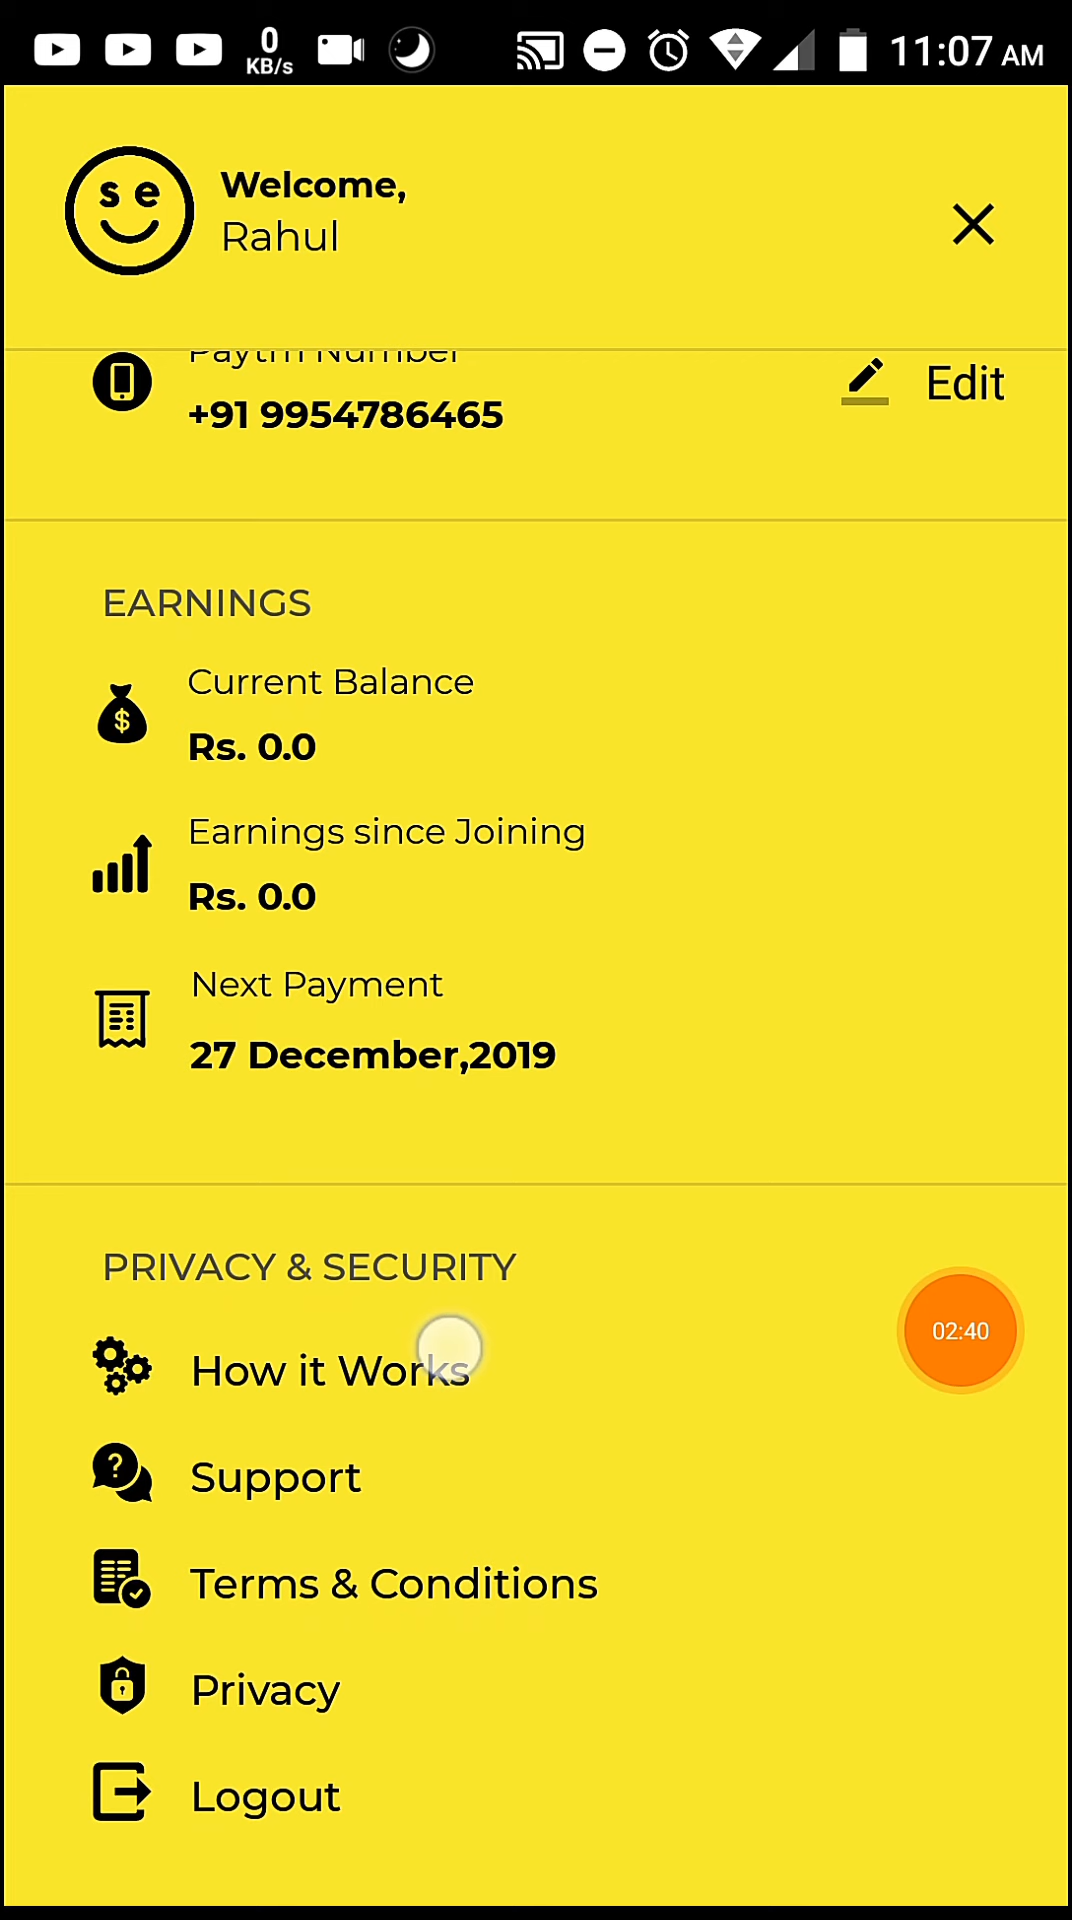 0
KB/s
11:07 AM
s e
Welcome,
Rahul
Paytm Number
+91 9954786465
Edit
EARNINGS
Current Balance
$
Rs. 0.0
Earnings since Joining
Rs. 0.0
Next Payment
27 December,2019
PRIVACY & SECURITY
02:40
How it Works
?
Support
Terms & Conditions
Privacy
Logout